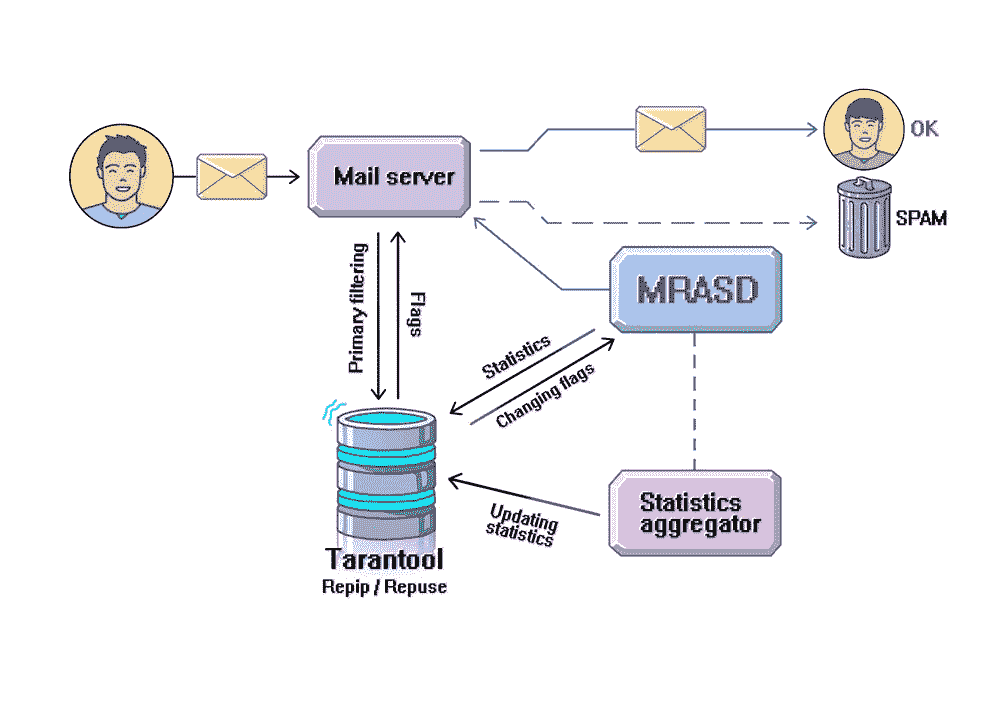 OK
Mail server
SPAM
MRASD
Primary filtering
Flags
Statistics
Changing flags
Updating
statistics
Statistics
aggregator
Tarantool
Repip / Repuse